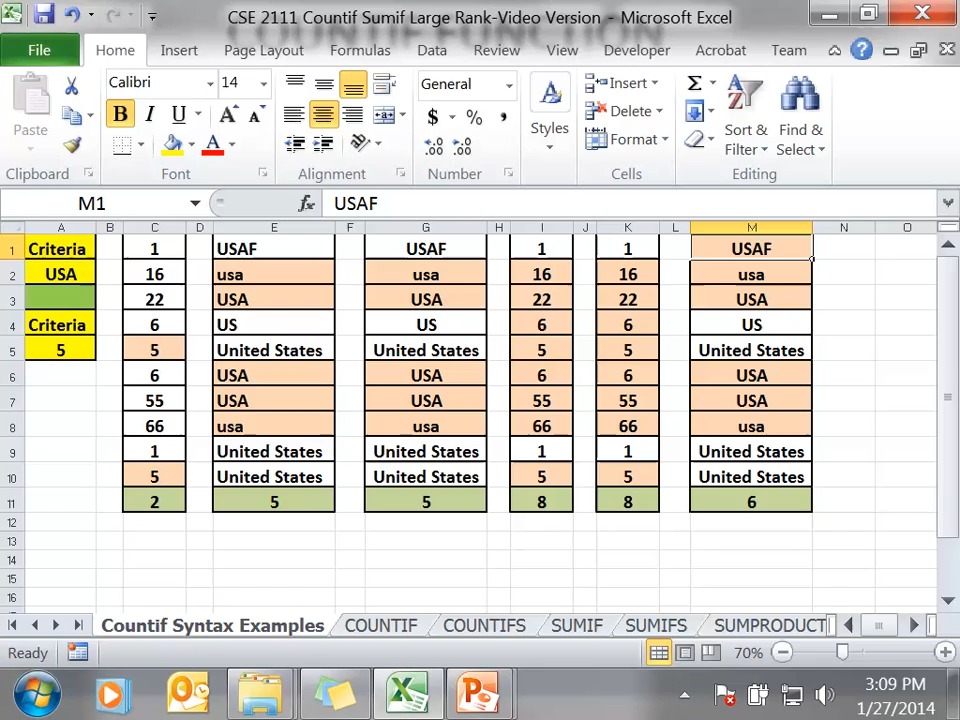 CSE 2111 Countif Sumif Large Rank-Video Version - Microsoft Excel
File Home Insert Page Layout Formulas Data Review View Developer Acrobat Team
Calibri 14 General Insert
Paste B I U A A $ % , Styles Delete Sort & Find &
Format Filter Select
Clipboard Font Alignment Number Cells Editing
M1 fx USAF
A B C D E F G H I J K L M N O
1 Criteria 1 USAF USAF 1 1 USAF
2 USA 16 usa usa 16 16 usa
3 22 USA USA 22 22 USA
4 Criteria 6 US US 6 6 US
5 5 5 United States United States 5 5 United States
6 6 USA USA 6 6 USA
7 55 USA USA 55 55 USA
8 66 usa usa 66 66 usa
9 1 United States United States 1 1 United States
10 5 United States United States 5 5 United States
11 2 5 5 8 8 6
12
13
14
15
16
Countif Syntax Examples COUNTIF COUNTIFS SUMIF SUMIFS SUMPRODUCT
Ready 70%
3:09 PM
1/27/2014